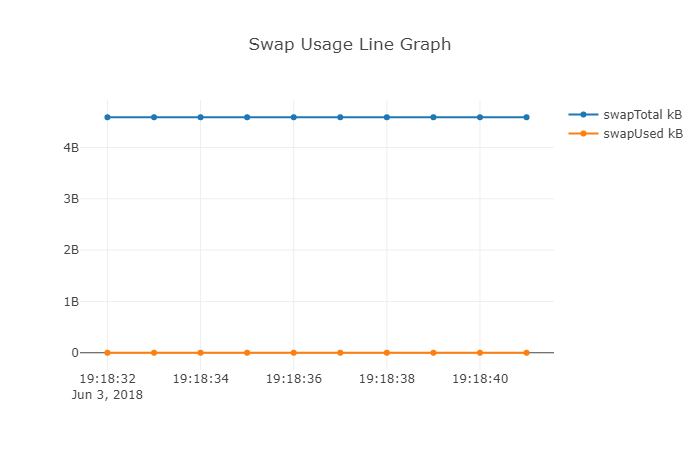 Swap Usage Line Graph
swapTotal kB
swapUsed kB
4B
3B
2B
1B
0
19:18:32 19:18:34 19:18:36 19:18:38 19:18:40
Jun 3, 2018